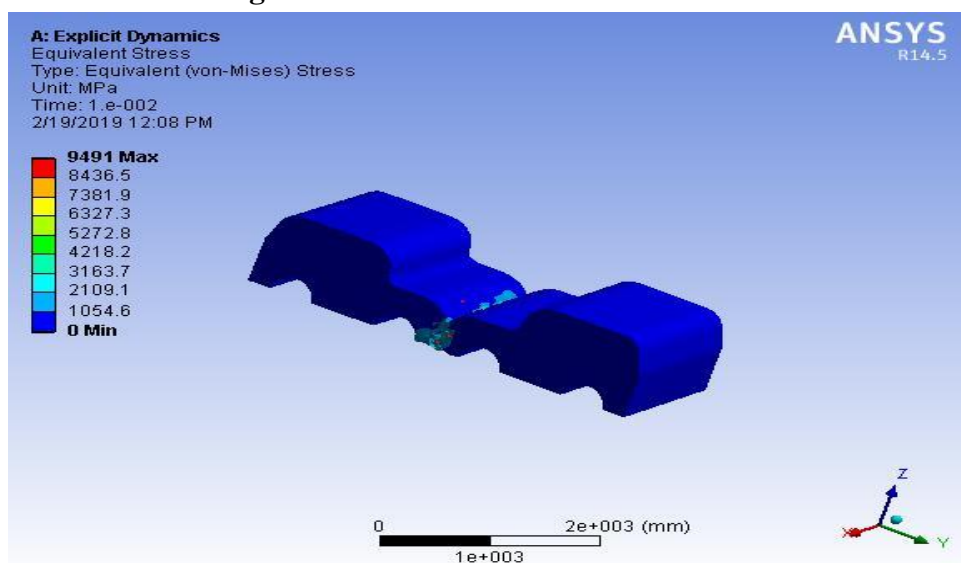 A: Explicit Dynamics
Equivalent Stress
Type: Equivalent (von-Mises) Stress
Unit: MPa
Time: 1.e-002
2/19/2019 12:08 PM
ANSYS
R14.5
9491 Max
8436.5
7381.9
6327.3
5272.8
4218.2
3163.7
2109.1
1054.6
0 Min
0
2e+003 (mm)
1e+003
Z
X
Y